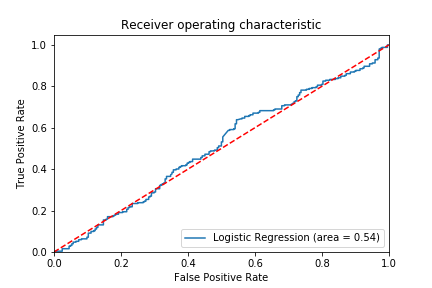 Receiver operating characteristic
1.0
0.8
0.6
0.4
0.2
0.0
True Positive Rate
Logistic Regression (area = 0.54)
0.0 0.2 0.4 0.6 0.8 1.0
False Positive Rate